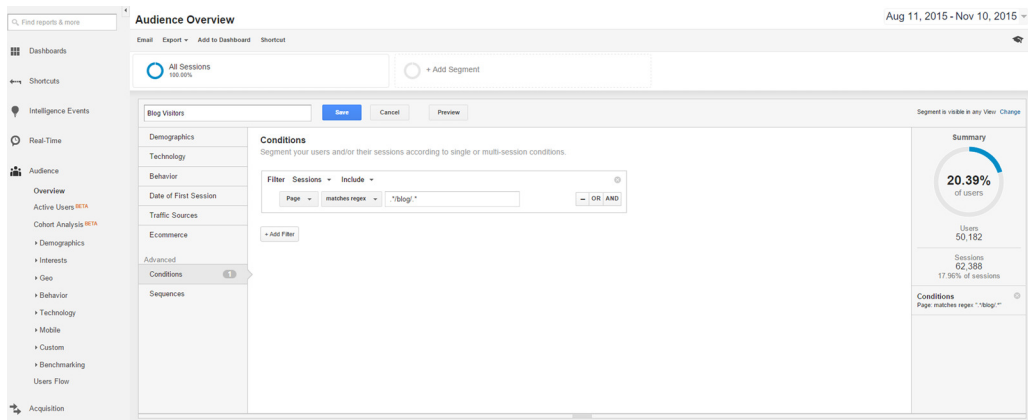 Find reports & more
Dashboards
Shortcuts
Intelligence Events
Real-Time
Audience
Overview
Active Users BETA
Cohort Analysis BETA
Demographics
Interests
Geo
Behavior
Technology
Mobile
Custom
Benchmarking
Users Flow
Acquisition
Audience Overview
Aug 11, 2015 - Nov 10, 2015
Email Export Add to Dashboard Shortcut
All Sessions
100.00%
+ Add Segment
Blog Visitors
Save Cancel Preview
Segment is visible in any View Change
Demographics
Technology
Behavior
Date of First Session
Traffic Sources
Ecommerce
Advanced
Conditions 1
Sequences
Conditions
Segment your users and/or their sessions according to single or multi-session conditions.
Filter Sessions Include
Page matches regex .*/blog/.* – OR AND
+ Add Filter
Summary
20.39%
of users
Users
50,182
Sessions
62,388
17.96% of sessions
Conditions
Page: matches regex ".*/blog/.*"